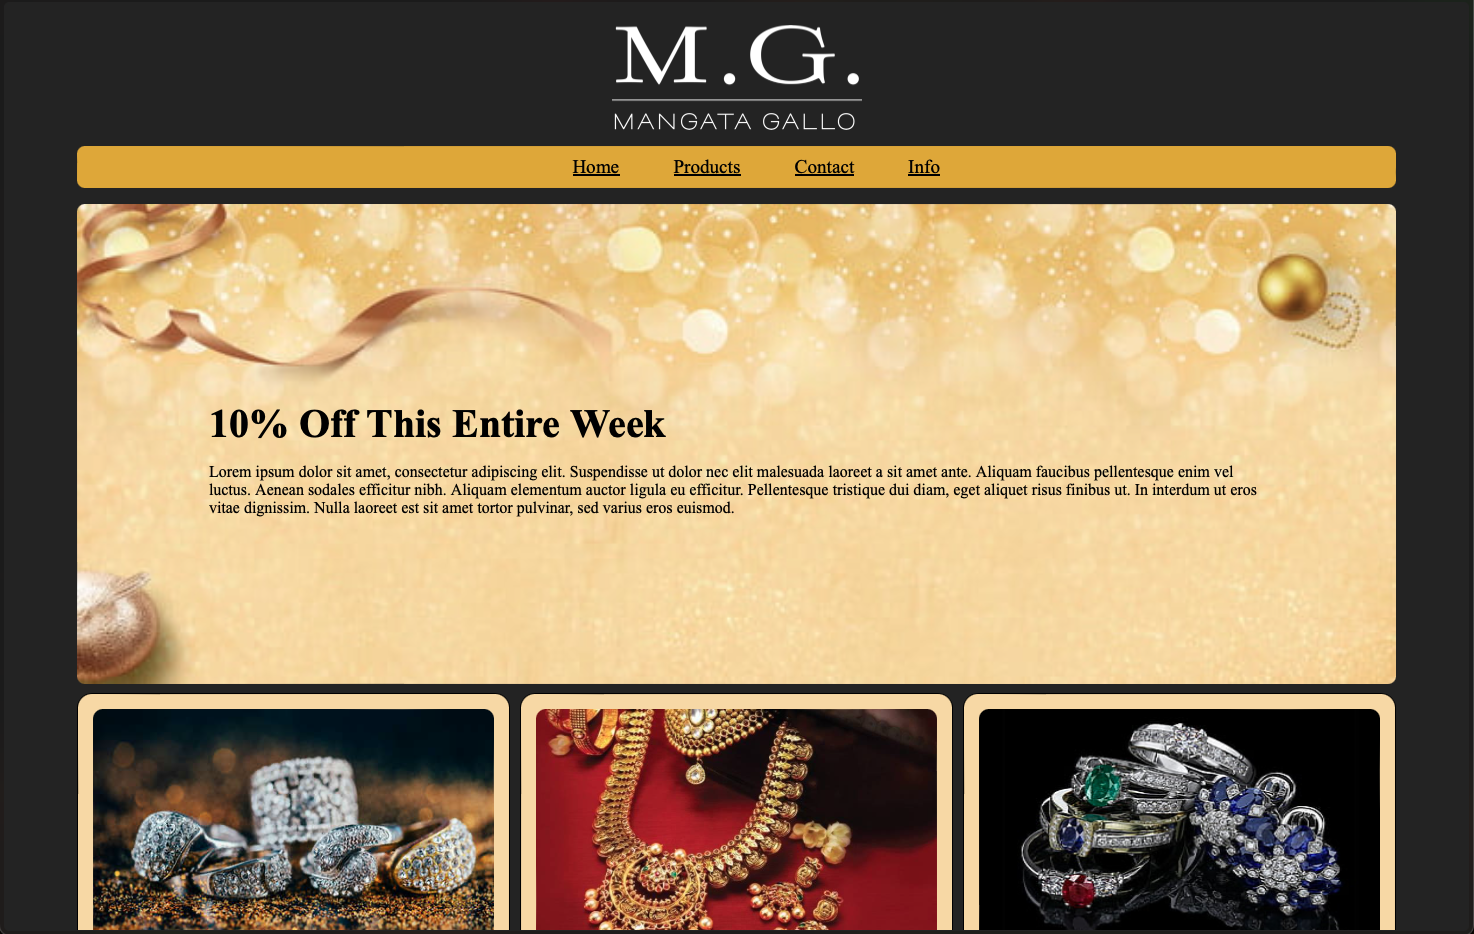 M.G.
MANGATA GALLO
Home Products Contact Info
10% Off This Entire Week
Lorem ipsum dolor sit amet, consectetur adipiscing elit. Suspendisse ut dolor nec elit malesuada laoreet a sit amet ante. Aliquam faucibus pellentesque enim vel
luctus. Aenean sodales efficitur nibh. Aliquam elementum auctor ligula eu efficitur. Pellentesque tristique dui diam, eget aliquet risus finibus ut. In interdum ut eros
vitae dignissim. Nulla laoreet est sit amet tortor pulvinar, sed varius eros euismod.